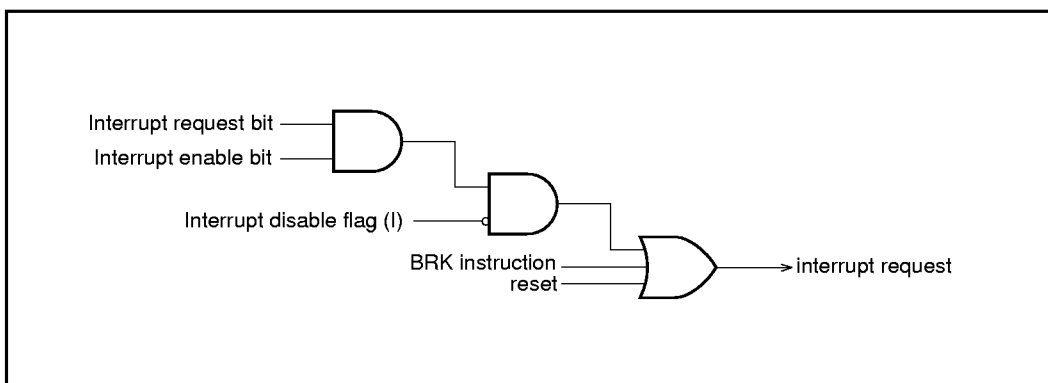 Interrupt request bit
Interrupt enable bit
Interrupt disable flag (I)
BRK instruction
reset
interrupt request